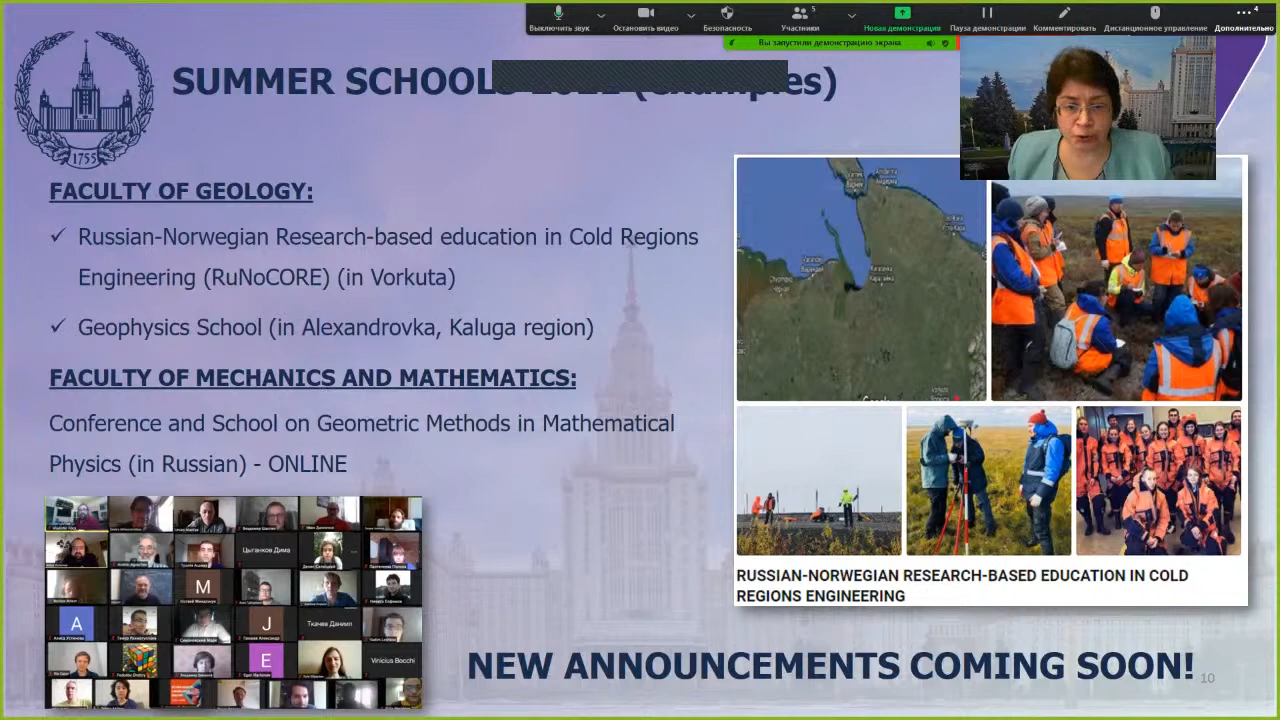 Выключить звук
Остановить видео
Безопасность
5
Участники
Новая демонстрация
Пауза демонстрации
Комментировать
Дистанционное управление
4
Дополнительно
Вы запустили демонстрацию экрана
1755
SUMMER SCHOOLS
FACULTY OF GEOLOGY:
✓ Russian-Norwegian Research-based education in Cold Regions
Engineering (RuNoCORE) (in Vorkuta)
✓ Geophysics School (in Alexandrovka, Kaluga region)
FACULTY OF MECHANICS AND MATHEMATICS:
Conference and School on Geometric Methods in Mathematical
Physics (in Russian) - ONLINE
Цыганков Дима
M
A
J
Ткачев Даниил
E
Vinicius Bocchi
RUSSIAN-NORWEGIAN RESEARCH-BASED EDUCATION IN COLD
REGIONS ENGINEERING
NEW ANNOUNCEMENTS COMING SOON!
10